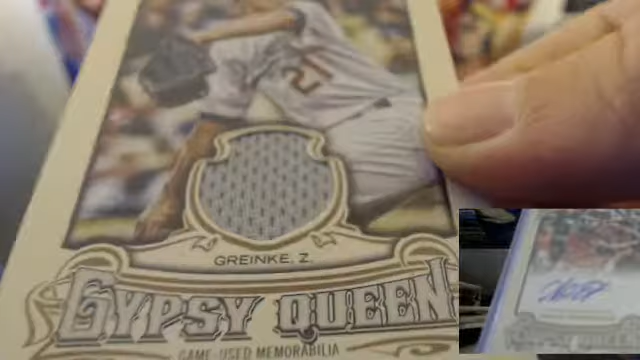 21
GREINKE, Z.
GYPSY QUEEN
GAME-USED MEMORABILIA